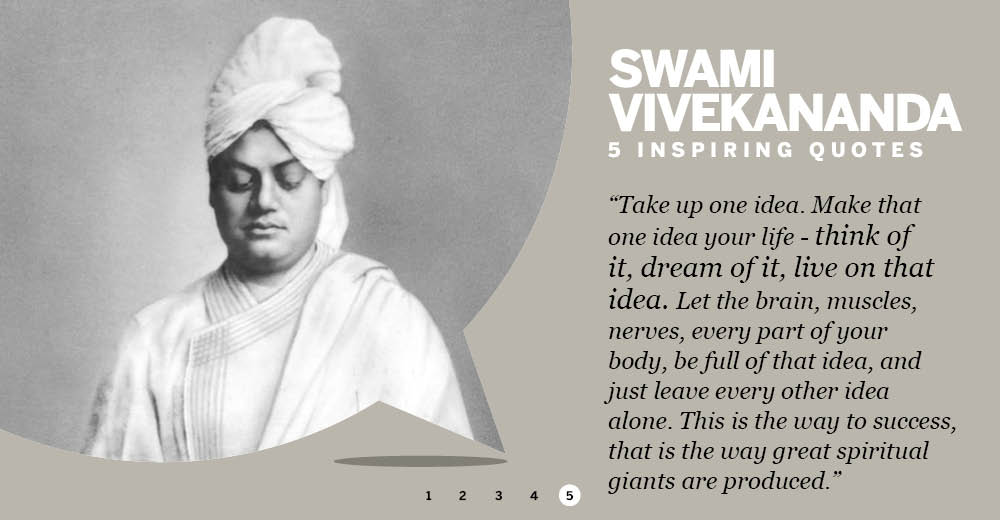 SWAMI
VIVEKANANDA
5 INSPIRING QUOTES
“Take up one idea. Make that
one idea your life - think of
it, dream of it, live on that
idea. Let the brain, muscles,
nerves, every part of your
body, be full of that idea, and
just leave every other idea
alone. This is the way to success,
that is the way great spiritual
giants are produced.”
1 2 3 4 5